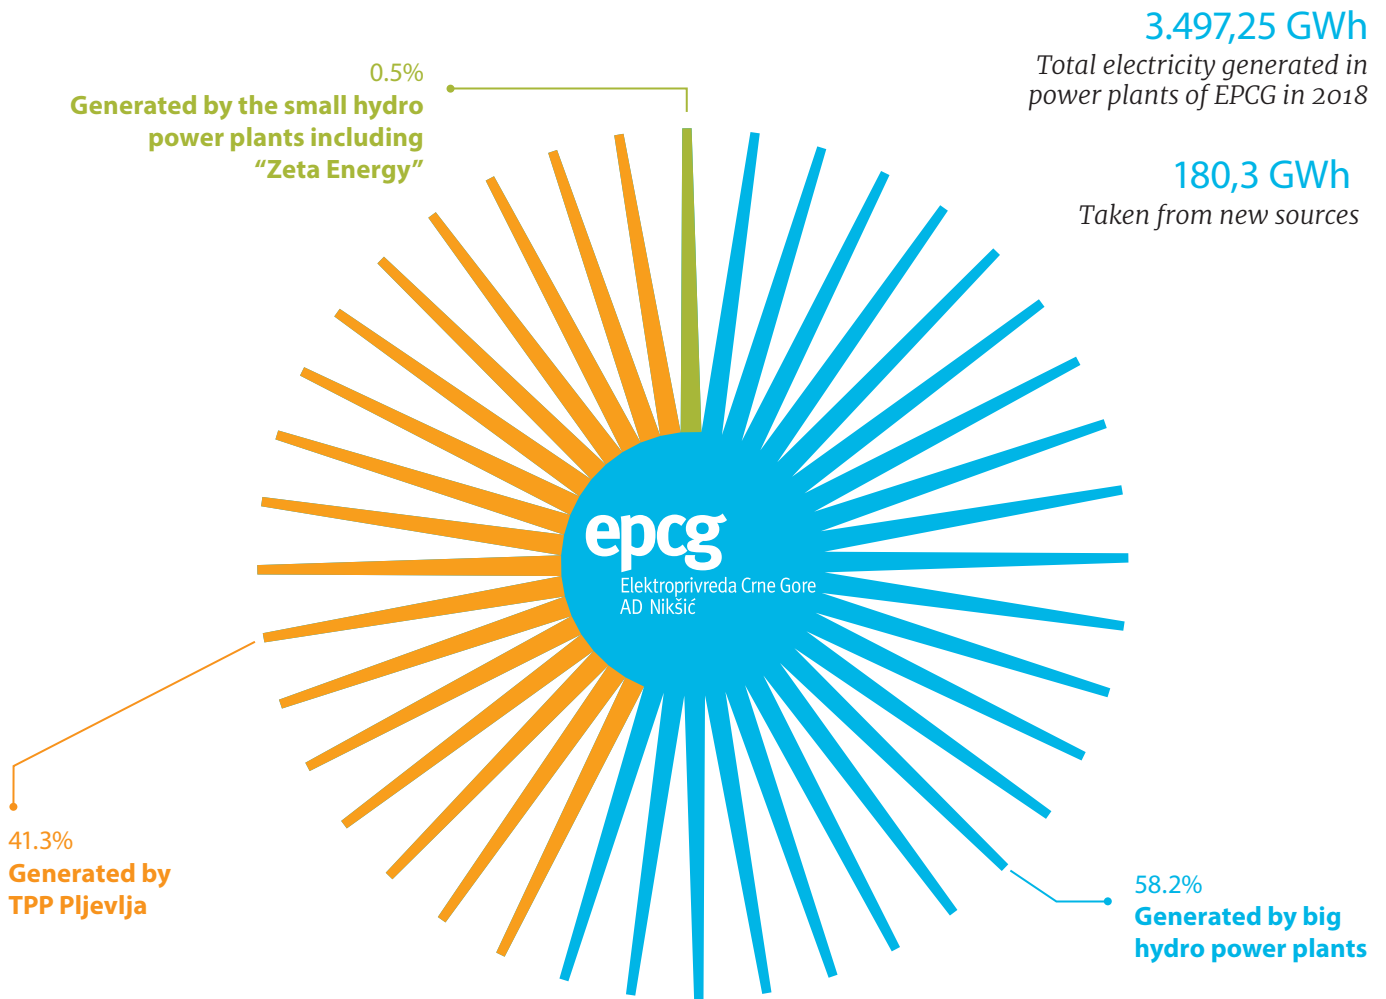 3.497,25 GWh
Total electricity generated in
power plants of EPCG in 2018
180,3 GWh
Taken from new sources
0.5%
Generated by the small hydro
power plants including
“Zeta Energy”
epcg
Elektroprivreda Crne Gore
AD Nikšić
41.3%
Generated by
TPP Pljevlja
58.2%
Generated by big
hydro power plants